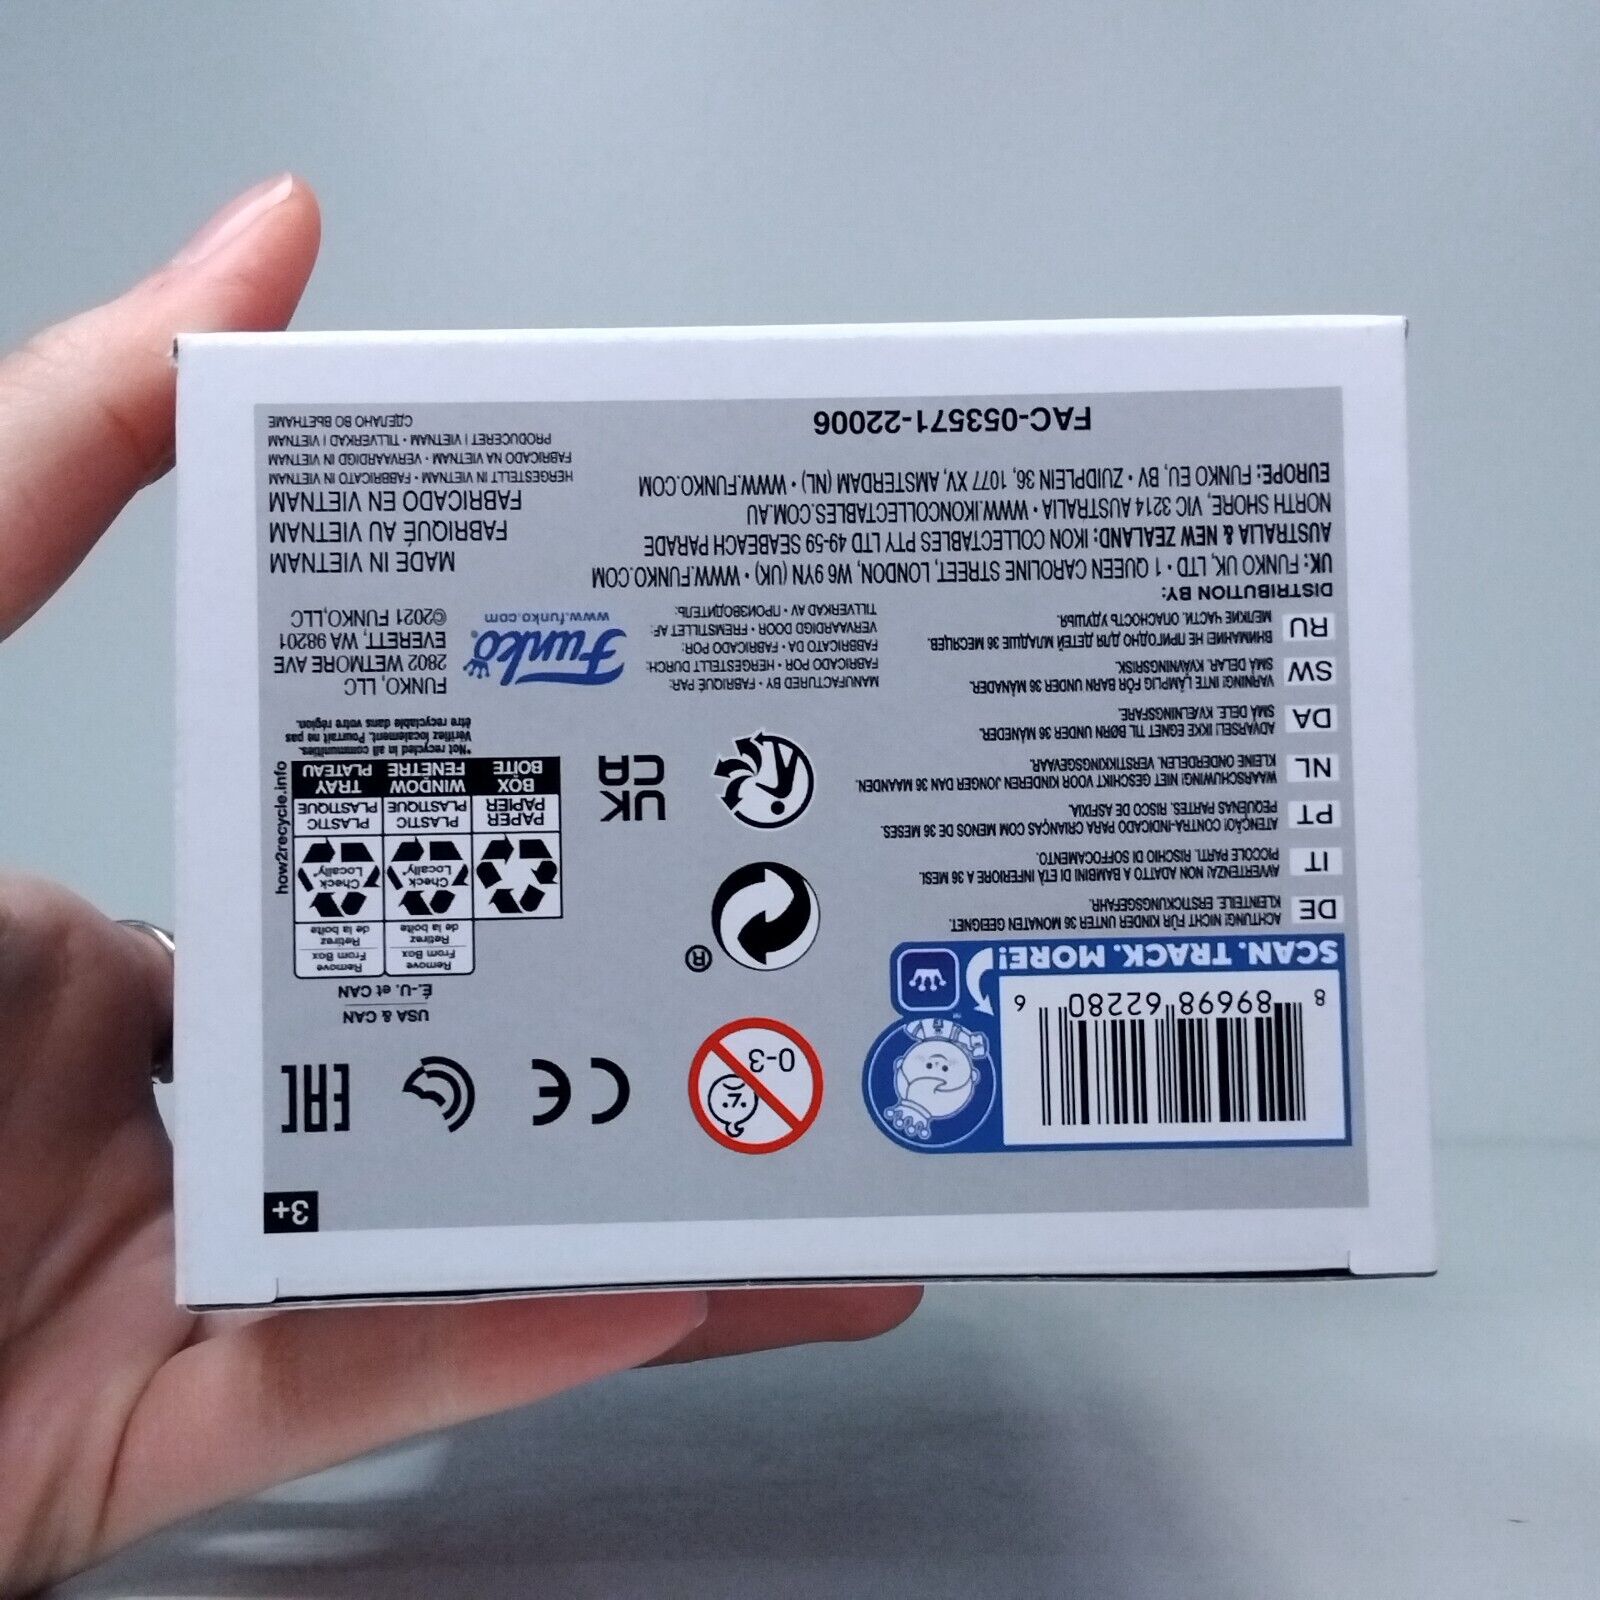 3+
8 89698 62280 6
SCAN. TRACK. MORE!
0-3
CE
EAC
USA & CAN
É.-U. et CAN
Remove From Box
Retirez de la boîte
Remove From Box
Retirez de la boîte
Check Locally*
Check Locally*
PAPER
PAPIER
BOX
BOÎTE
PLASTIC
PLASTIQUE
WINDOW
FENÊTRE
PLASTIC
PLASTIQUE
TRAY
PLATEAU
how2recycle.info
*Not recycled in all communities.
Vérifiez localement. Pourrait ne pas
être recyclable dans votre région.
®
UK
CA
DE
ACHTUNG! NICHT FÜR KINDER UNTER 36 MONATEN GEEIGNET.
KLEINTEILE. ERSTICKUNGSGEFAHR.
IT
AVVERTENZA! NON ADATTO A BAMBINI DI ETÀ INFERIORE A 36 MESI.
PICCOLE PARTI. RISCHIO DI SOFFOCAMENTO.
PT
ATENÇÃO! CONTRA-INDICADO PARA CRIANÇAS COM MENOS DE 36 MESES.
PEQUENAS PARTES. RISCO DE ASFIXIA.
NL
WAARSCHUWING! NIET GESCHIKT VOOR KINDEREN JONGER DAN 36 MAANDEN.
KLEINE ONDERDELEN. VERSTIKKINGSGEVAAR.
DA
ADVARSEL! IKKE EGNET TIL BØRN UNDER 36 MÅNEDER.
SMÅ DELE. KVÆLNINGSFARE.
SW
VARNING! INTE LÄMPLIG FÖR BARN UNDER 36 MÅNADER.
SMÅ DELAR. KVÄVNINGSRISK.
RU
ВНИМАНИЕ! НЕ ПРИГОДНО ДЛЯ ДЕТЕЙ МЛАДШЕ 36 МЕСЯЦЕВ.
МЕЛКИЕ ЧАСТИ. ОПАСНОСТЬ УДУШЬЯ.
MANUFACTURED BY • FABRIQUÉ PAR:
FABRICADO POR • HERGESTELLT DURCH:
FABBRICATO DA • FABRICADO POR:
VERVAARDIGD DOOR • FREMSTILLET AF:
TILLVERKAD AV • ПРОИЗВОДИТЕЛЬ:
Funko®
www.funko.com
FUNKO, LLC
2802 WETMORE AVE
EVERETT, WA 98201
©2021 FUNKO,LLC
DISTRIBUTION BY:
UK: FUNKO UK, LTD • 1 QUEEN CAROLINE STREET, LONDON, W6 9YN (UK) • WWW.FUNKO.COM
AUSTRALIA & NEW ZEALAND: IKON COLLECTABLES PTY LTD 49-59 SEABEACH PARADE
NORTH SHORE, VIC 3214 AUSTRALIA • WWW.IKONCOLLECTABLES.COM.AU
EUROPE: FUNKO EU, BV • ZUIDPLEIN 36, 1077 XV, AMSTERDAM (NL) • WWW.FUNKO.COM
FAC-053571-22006
MADE IN VIETNAM
FABRIQUÉ AU VIETNAM
FABRICADO EN VIETNAM
HERGESTELLT IN VIETNAM • FABBRICATO IN VIETNAM
FABRICADO NA VIETNAM • VERVAARDIGD IN VIETNAM
PRODUCERET I VIETNAM • TILLVERKAD I VIETNAM
СДЕЛАНО ВО ВЬЕТНАМЕ